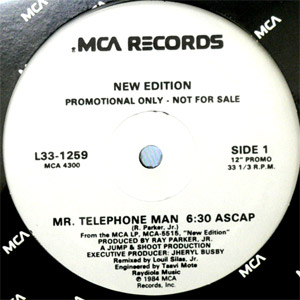 MCA RECORDS
NEW EDITION
PROMOTIONAL ONLY - NOT FOR SALE
L33-1259
MCA 4300
SIDE 1
12" PROMO
33 1/3 R.P.M.
MR. TELEPHONE MAN 6:30 ASCAP
(R. Parker, Jr.)
From the MCA LP, MCA-5515, "New Edition"
PRODUCED BY RAY PARKER, JR.
A JUMP & SHOOT PRODUCTION
EXECUTIVE PRODUCER: JHERYL BUSBY
Remixed by Louil Silas, Jr.
Engineered by Tsavi Mote
Raydiola Music
℗1984 MCA
Records, Inc.
MCA
MCA
MCA